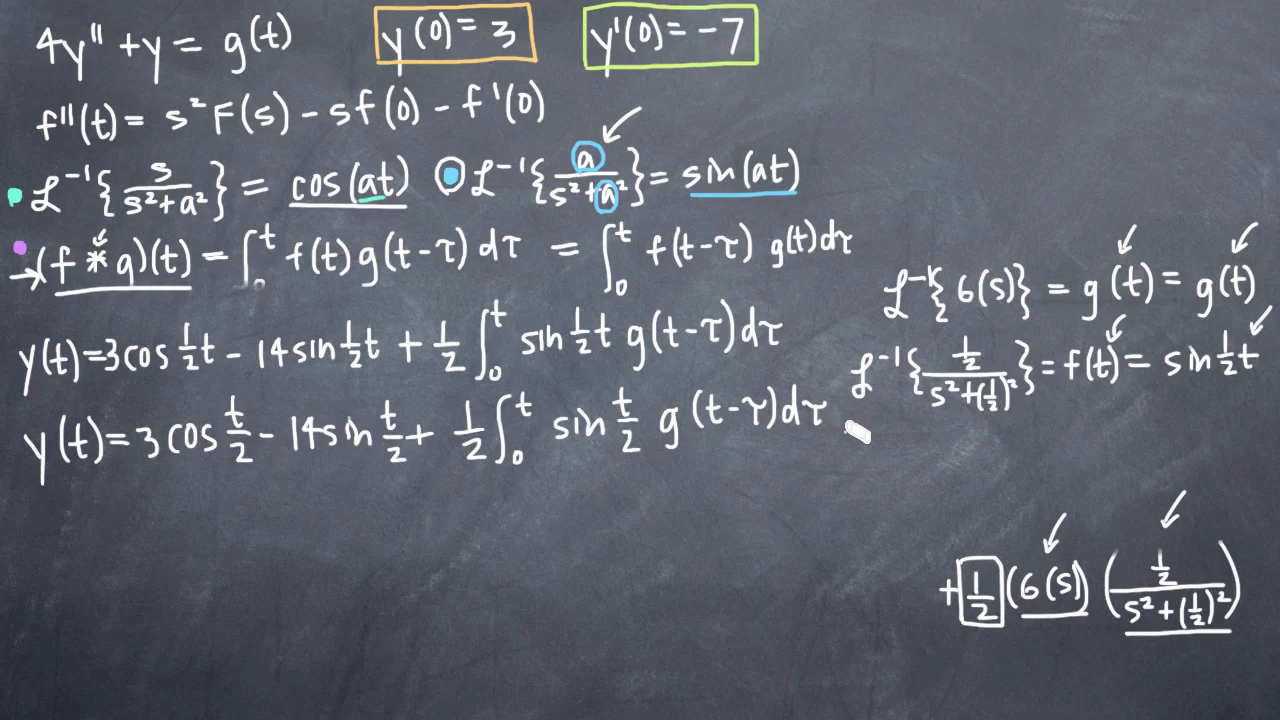 4y'' + y = g(t) y(0) = 3 y'(0) = -7
f''(t) = s²F(s) - sf(0) - f'(0)
ℒ⁻¹{s/(s²+a²)} = cos(at) ℒ⁻¹{a/(s²+a²)} = sin(at)
(f * g)(t) = ∫₀ᵗ f(t) g(t-τ) dτ = ∫₀ᵗ f(t-τ) g(t) dτ
ℒ⁻¹{G(s)} = g(t) = g(t)
y(t) = 3cos ½t - 14sin ½t + ½ ∫₀ᵗ sin ½t g(t-τ) dτ
ℒ⁻¹{½/(s²+(½)²)} = f(t) = sin ½t
y(t) = 3cos t/2 - 14sin t/2 + ½ ∫₀ᵗ sin t/2 g(t-τ) dτ
+ ½ (G(s)) (½/(s²+(½)²))